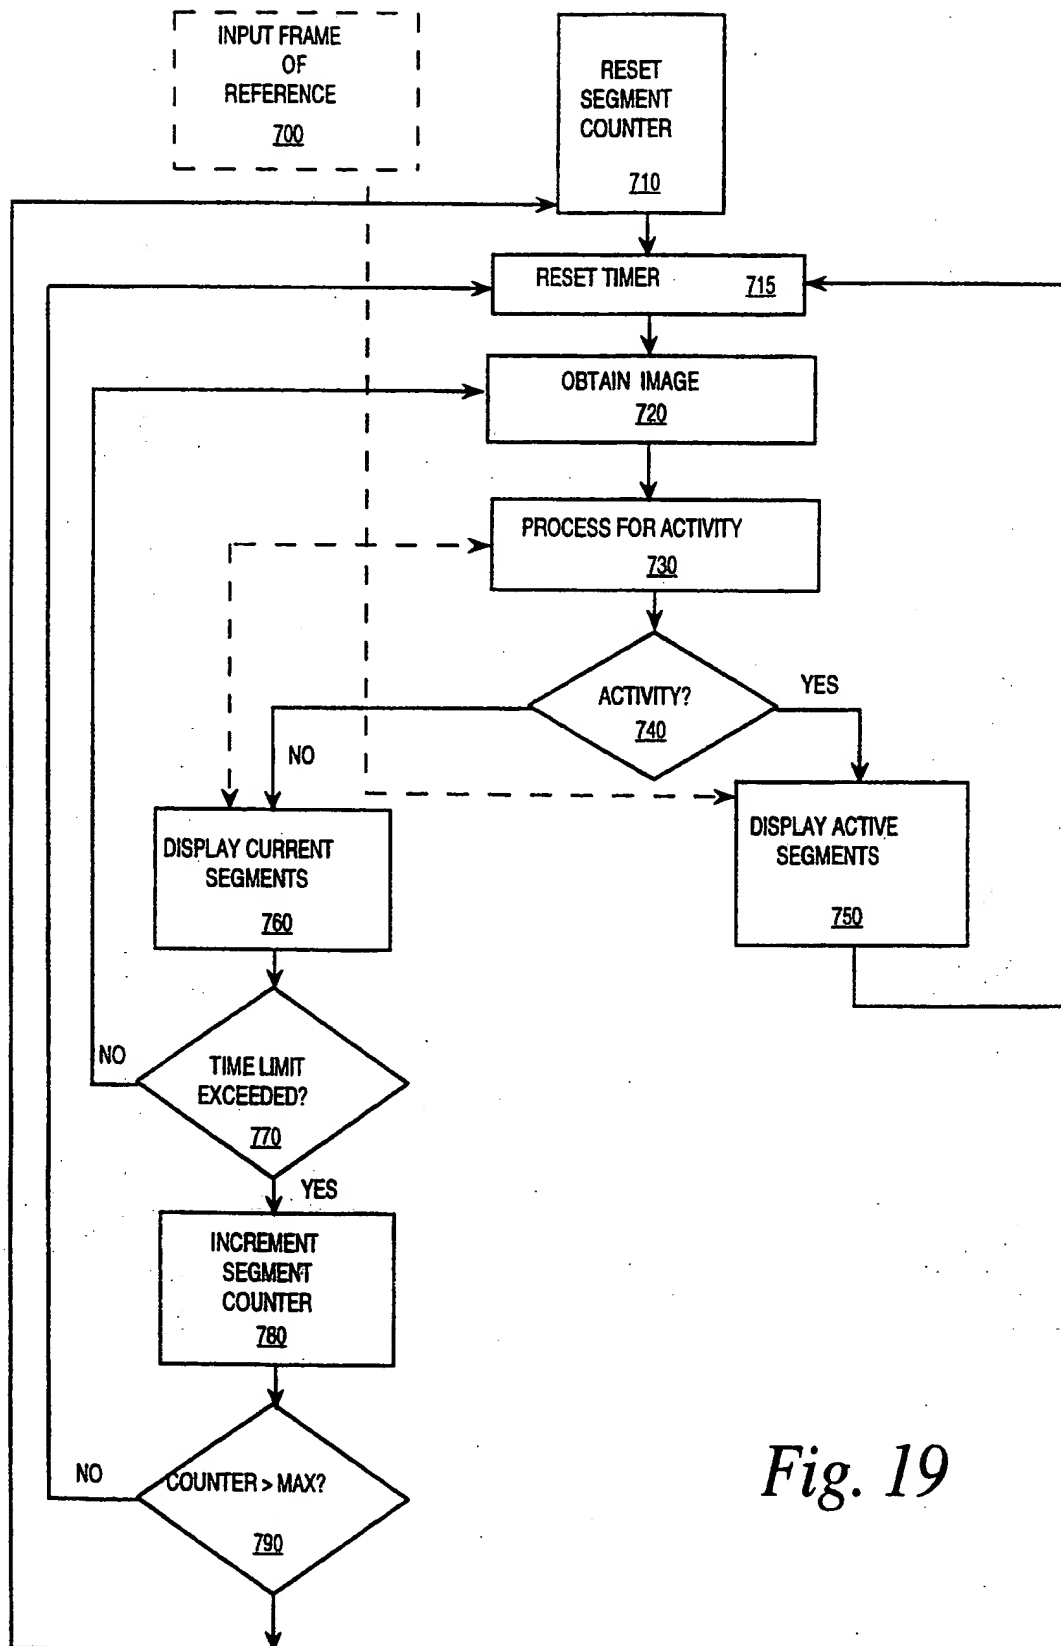 INPUT FRAME
OF
REFERENCE
700
RESET
SEGMENT
COUNTER
710
RESET TIMER 715
OBTAIN IMAGE
720
PROCESS FOR ACTIVITY
730
ACTIVITY?
740
YES
NO
DISPLAY ACTIVE
SEGMENTS
750
DISPLAY CURRENT
SEGMENTS
760
NO
TIME LIMIT
EXCEEDED?
770
YES
INCREMENT
SEGMENT
COUNTER
780
NO
COUNTER > MAX?
790
Fig. 19